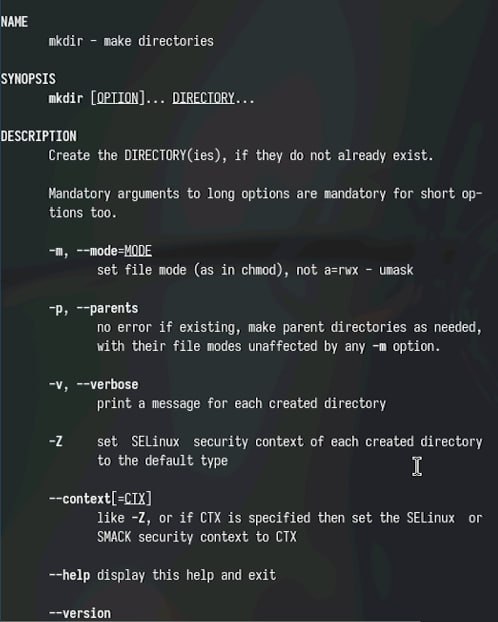 NAME
mkdir - make directories
SYNOPSIS
mkdir [OPTION]... DIRECTORY...
DESCRIPTION
Create the DIRECTORY(ies), if they do not already exist.
Mandatory arguments to long options are mandatory for short op-
tions too.
-m, --mode=MODE
set file mode (as in chmod), not a=rwx - umask
-p, --parents
no error if existing, make parent directories as needed,
with their file modes unaffected by any -m option.
-v, --verbose
print a message for each created directory
-Z set SELinux security context of each created directory
to the default type
--context[=CTX]
like -Z, or if CTX is specified then set the SELinux or
SMACK security context to CTX
--help display this help and exit
--version